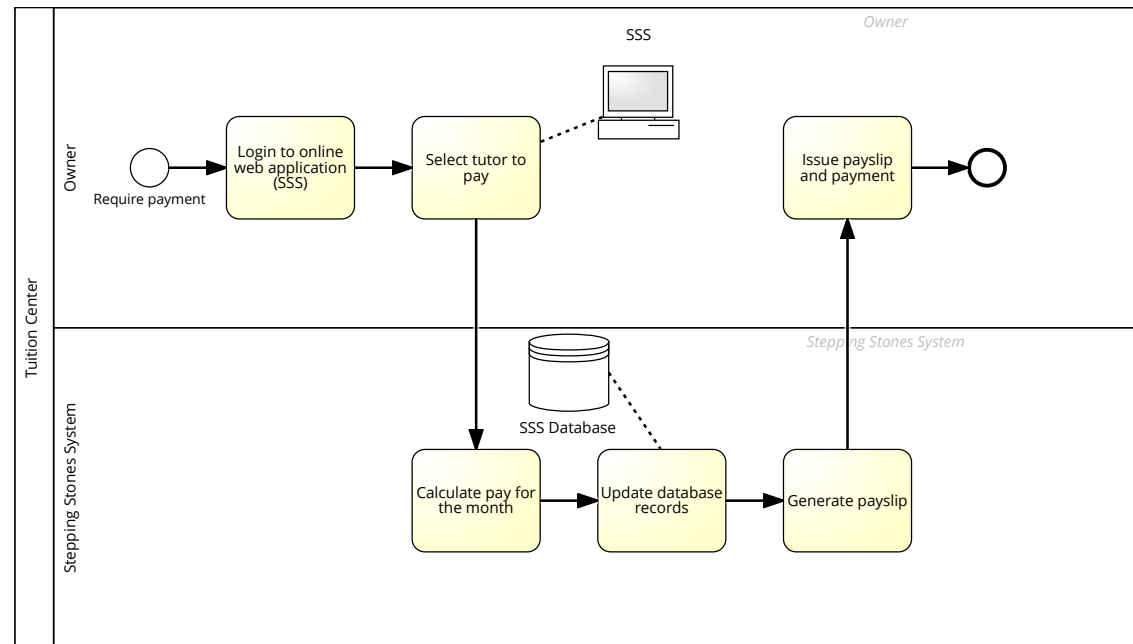 Tuition Center
Owner
Owner
SSS
Require payment
Login to online
web application
(SSS)
Select tutor to
pay
Issue payslip
and payment
Stepping Stones System
Stepping Stones System
SSS Database
Calculate pay for
the month
Update database
records
Generate payslip